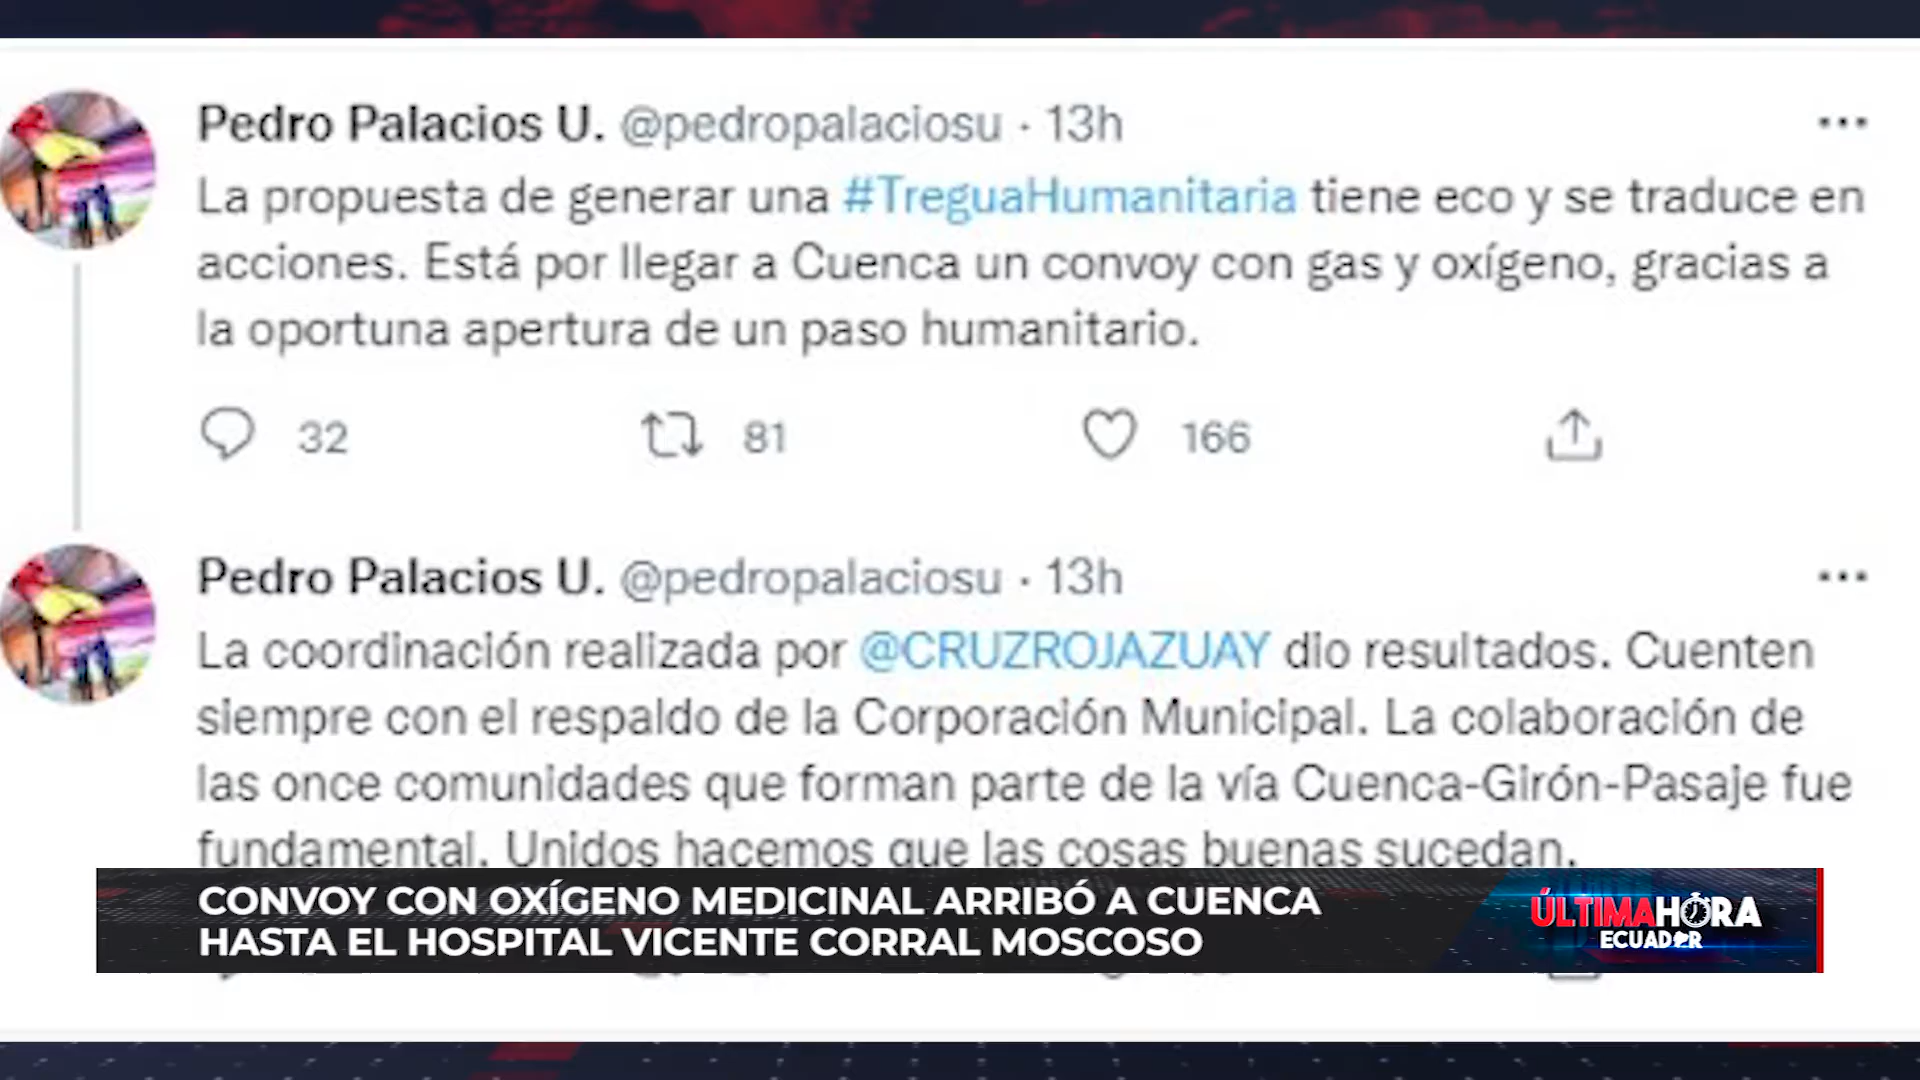 Pedro Palacios U. @pedropalaciosu · 13h
La propuesta de generar una #TreguaHumanitaria tiene eco y se traduce en
acciones. Está por llegar a Cuenca un convoy con gas y oxígeno, gracias a
la oportuna apertura de un paso humanitario.
32 81 166
Pedro Palacios U. @pedropalaciosu · 13h
La coordinación realizada por @CRUZROJAZUAY dio resultados. Cuenten
siempre con el respaldo de la Corporación Municipal. La colaboración de
las once comunidades que forman parte de la vía Cuenca-Girón-Pasaje fue
fundamental. Unidos hacemos que las cosas buenas sucedan.
CONVOY CON OXÍGENO MEDICINAL ARRIBÓ A CUENCA
HASTA EL HOSPITAL VICENTE CORRAL MOSCOSO
ÚLTIMAHORA
ECUADOR